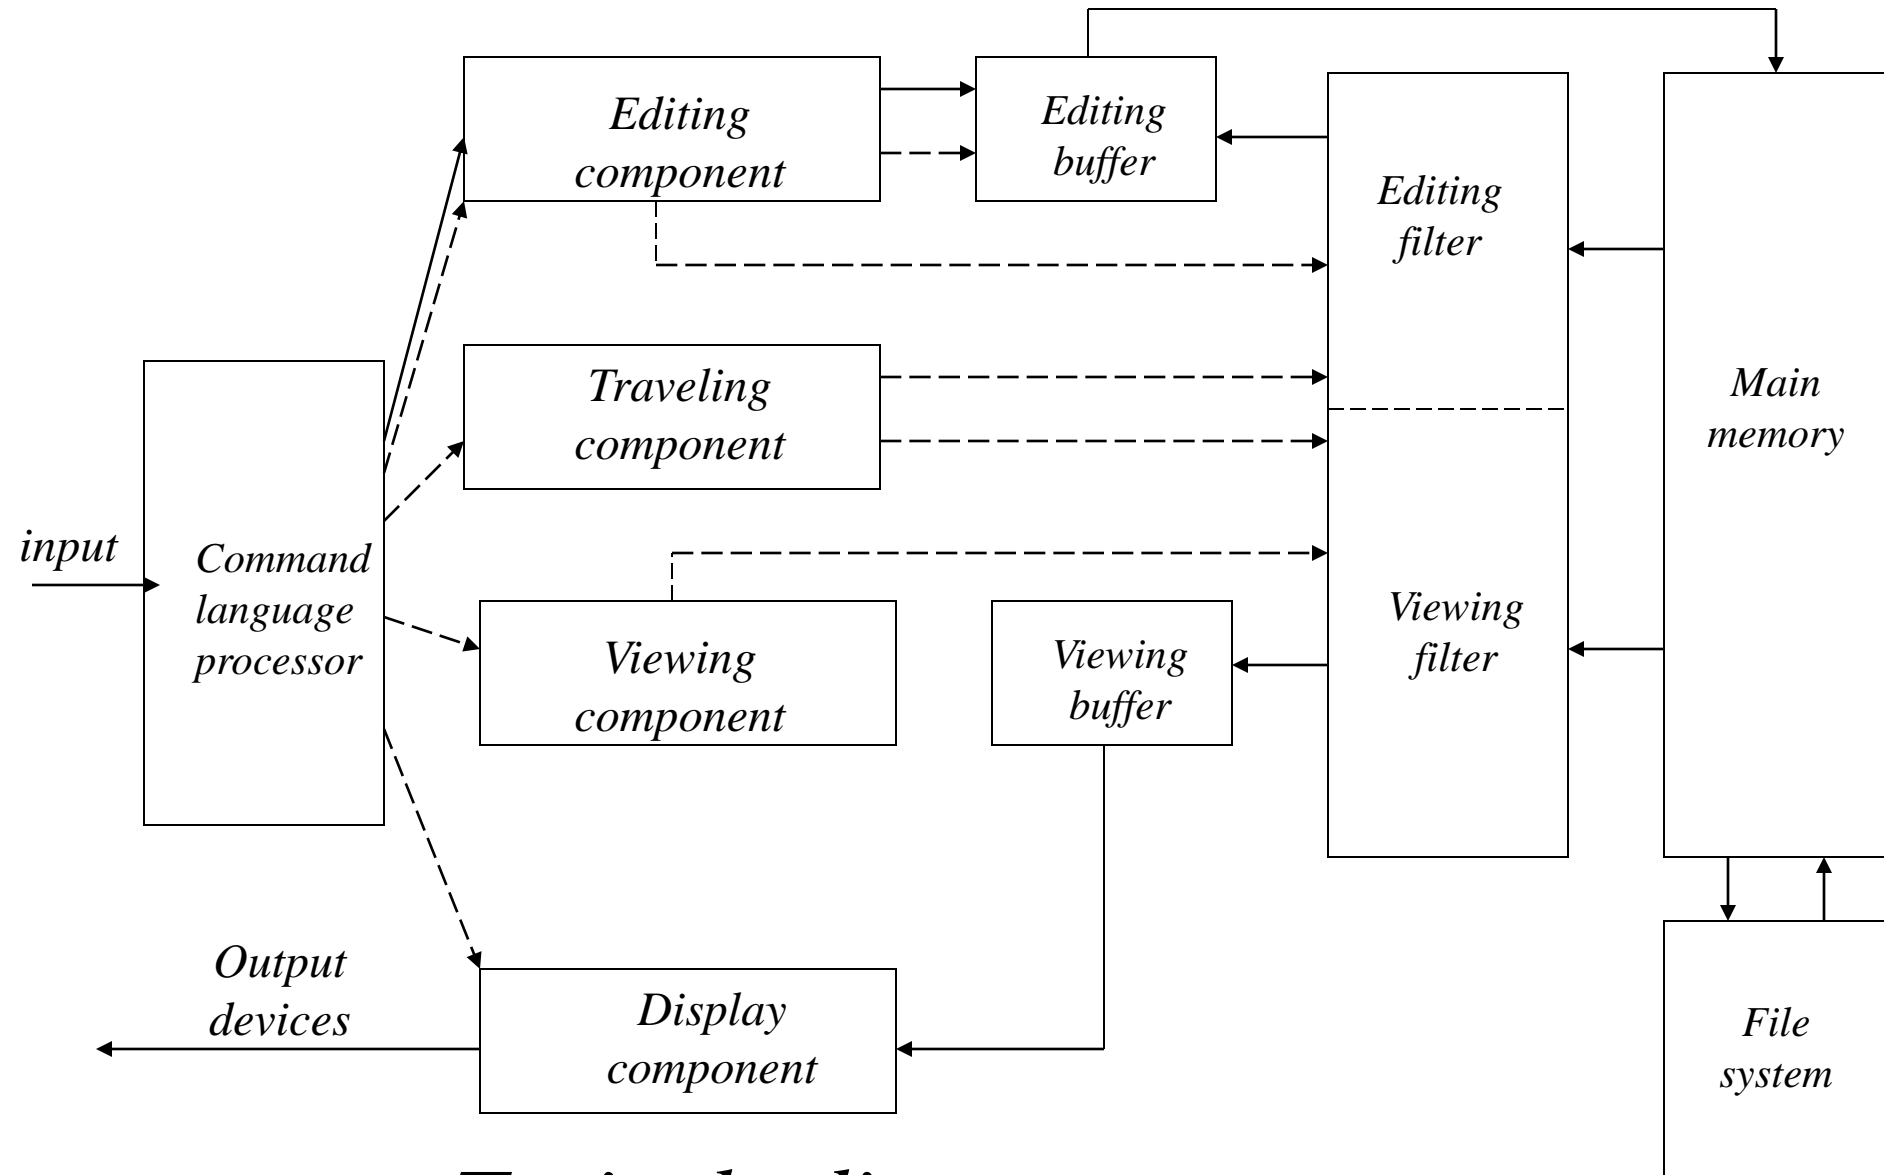 Editing
component
Editing
buffer
Editing
filter
Traveling
component
Main
memory
input
Command
language
processor
Viewing
component
Viewing
buffer
Viewing
filter
Output
devices
Display
component
File
system